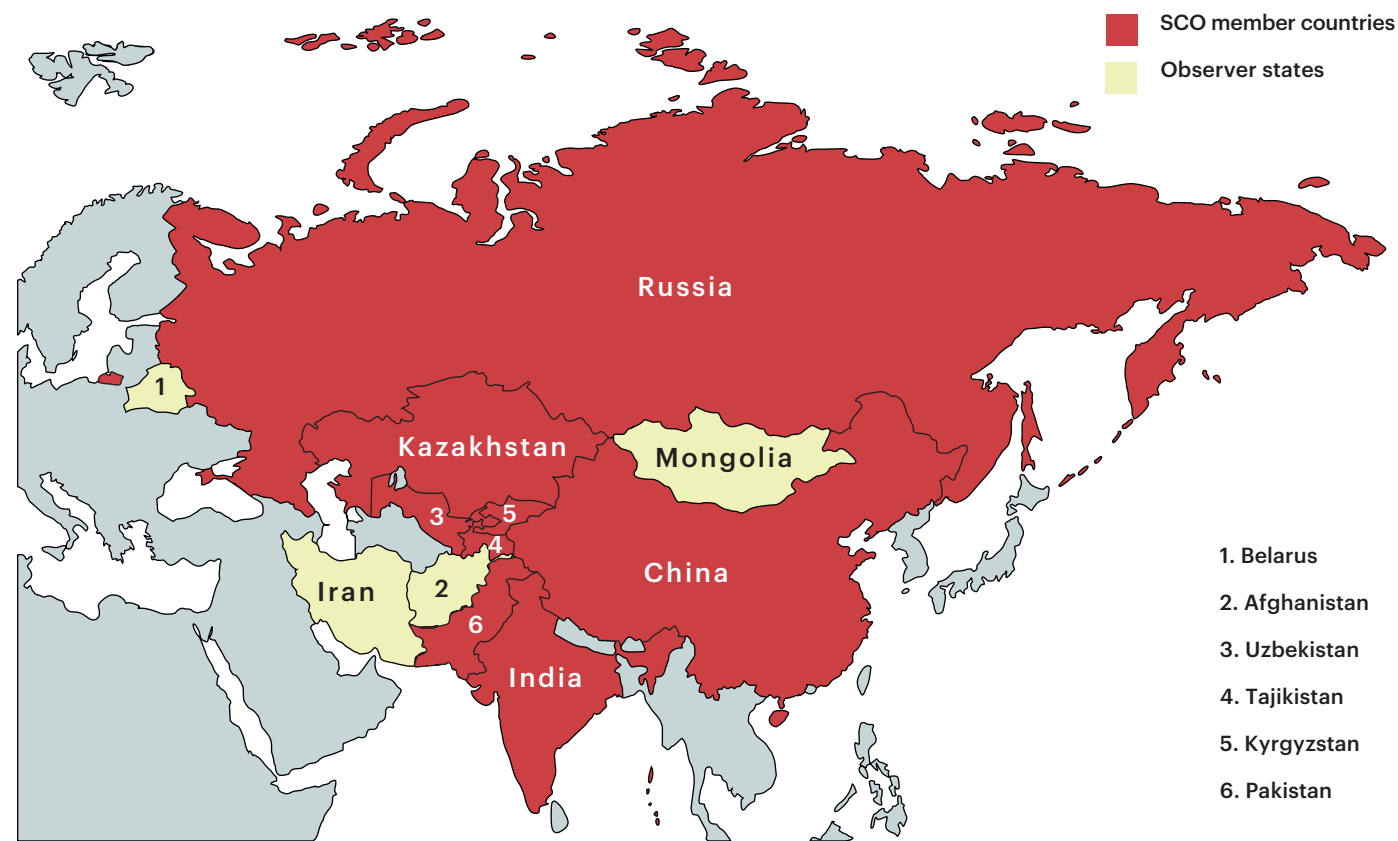 SCO member countries
Observer states
Russia
1
Kazakhstan
Mongolia
3
5
4
China
Iran
2
6
India
1. Belarus
2. Afghanistan
3. Uzbekistan
4. Tajikistan
5. Kyrgyzstan
6. Pakistan